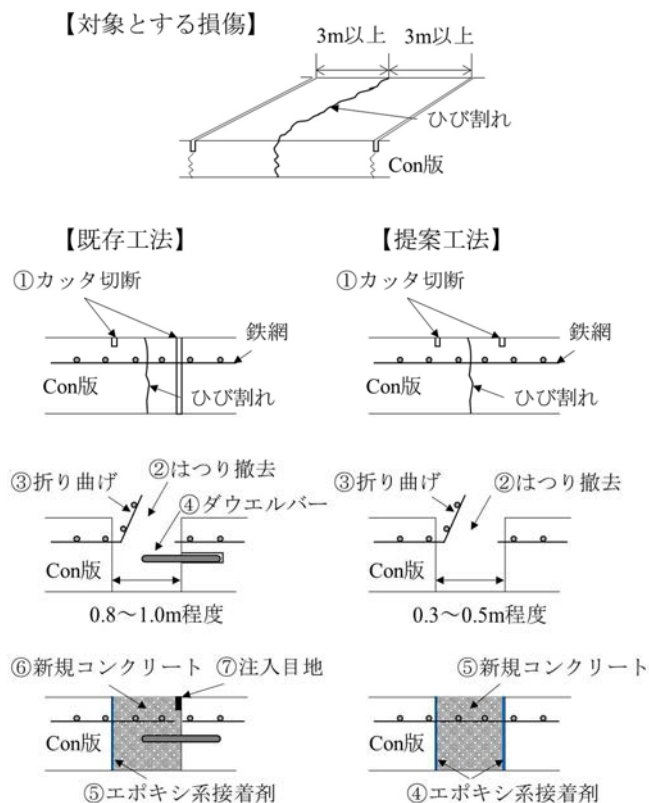 【対象とする損傷】
3m以上 3m以上
ひび割れ
Con版
【既存工法】 【提案工法】
①カッタ切断 ①カッタ切断
鉄網
Con版 ひび割れ Con版 ひび割れ
②はつり撤去
③折り曲げ ④ダウエルバー ③折り曲げ ②はつり撤去
Con版 Con版
0.8～1.0m程度 0.3～0.5m程度
⑥新規コンクリート ⑦注入目地 ⑤新規コンクリート
Con版 Con版
⑤エポキシ系接着剤 ④エポキシ系接着剤